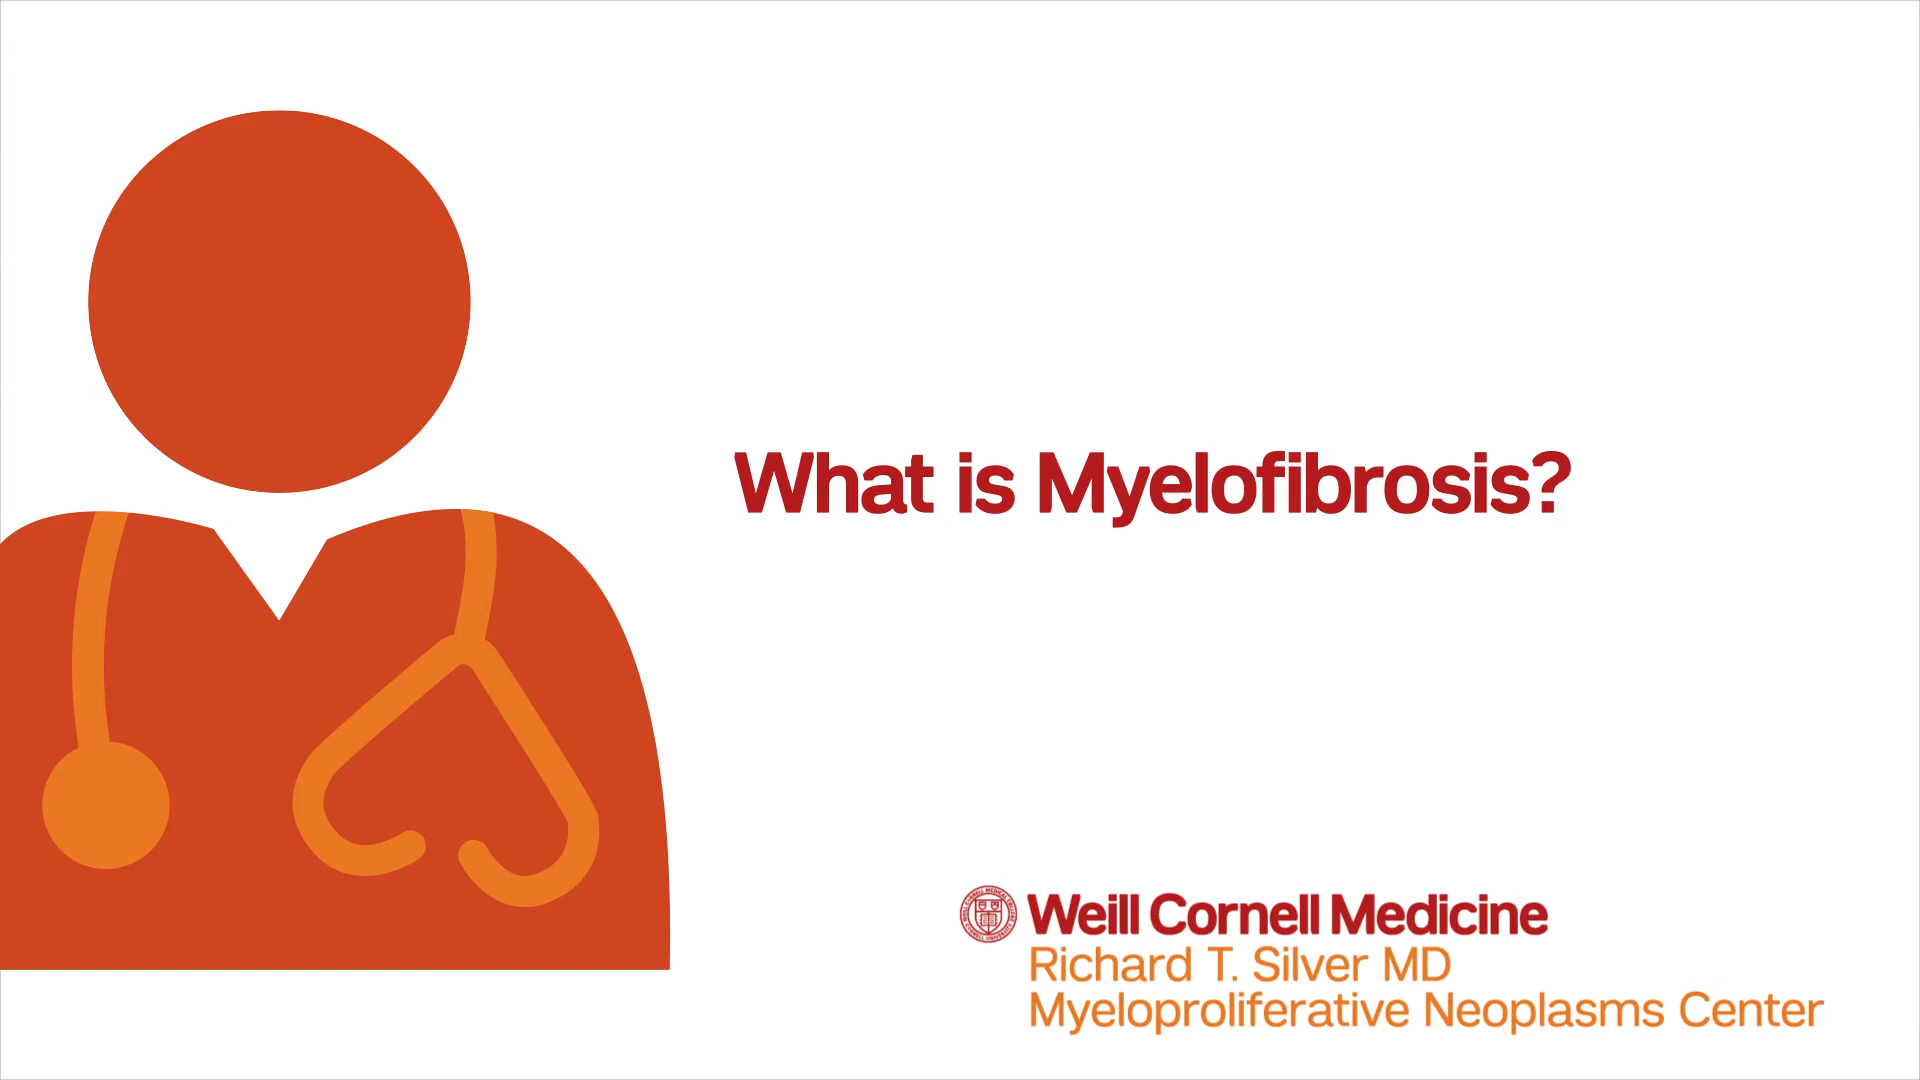 What is Myelofibrosis?
Weill Cornell Medicine
Richard T. Silver MD
Myeloproliferative Neoplasms Center